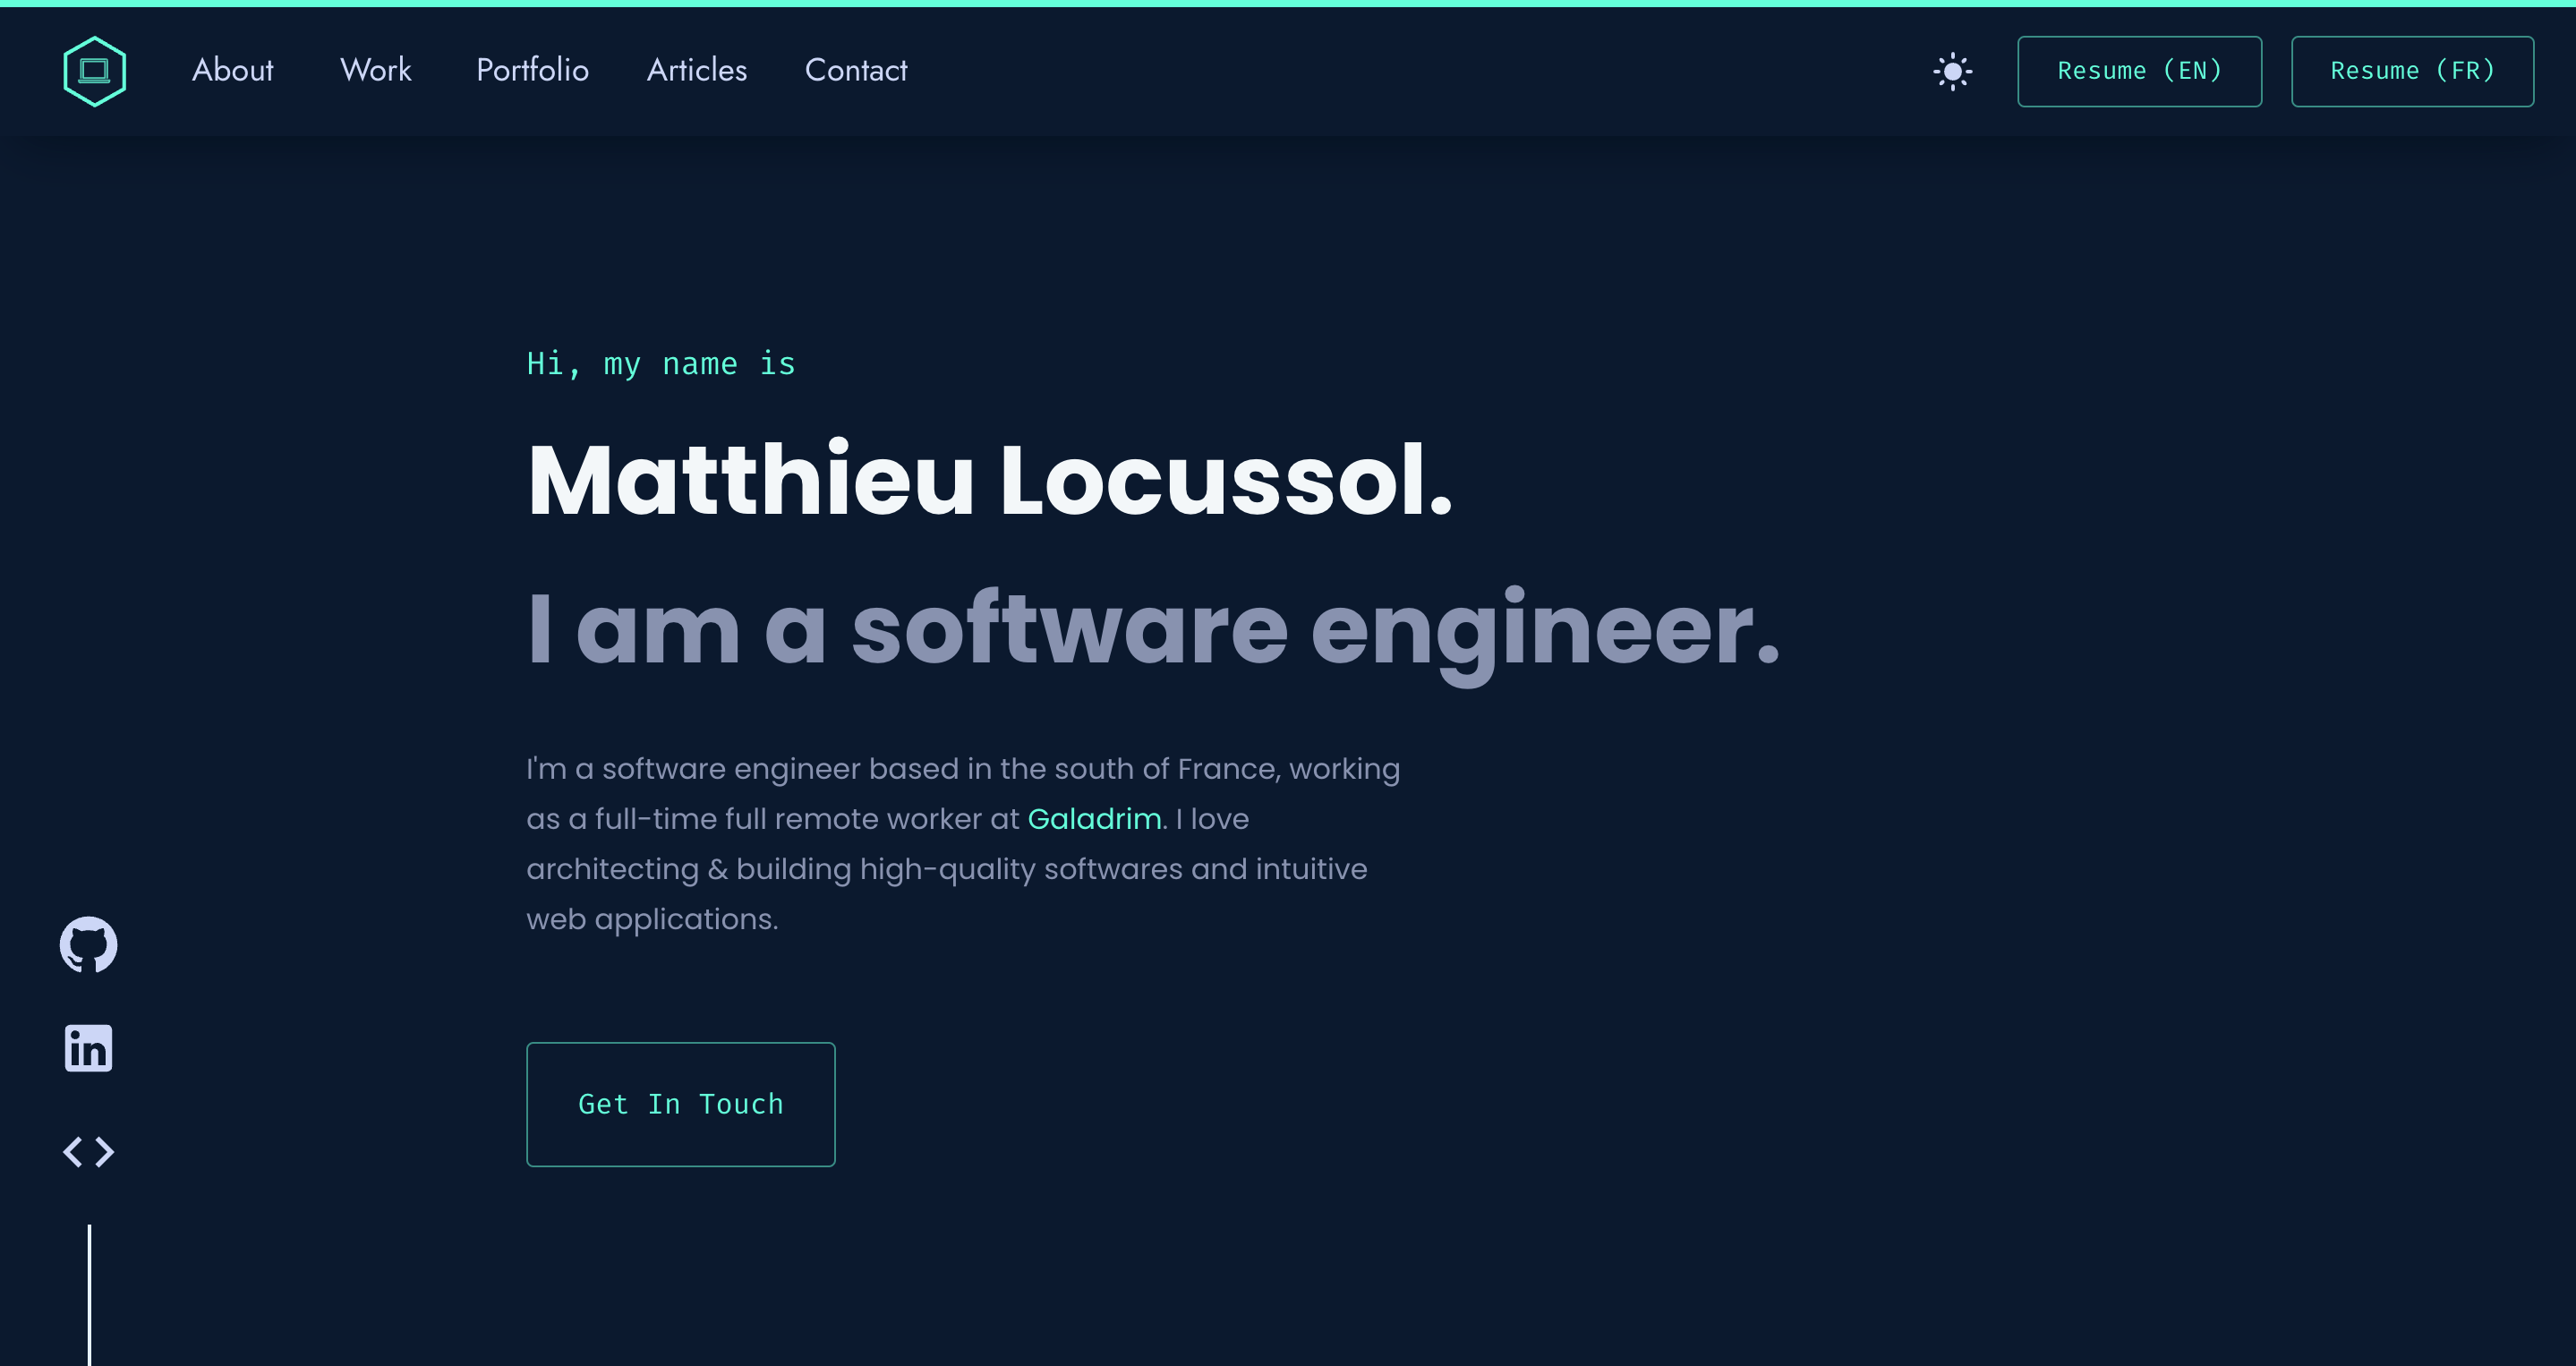 About Work Portfolio Articles Contact Resume (EN) Resume (FR)
Hi, my name is
Matthieu Locussol.
I am a software engineer.
I'm a software engineer based in the south of France, working
as a full-time full remote worker at Galadrim. I love
architecting & building high-quality softwares and intuitive
web applications.
in
Get In Touch